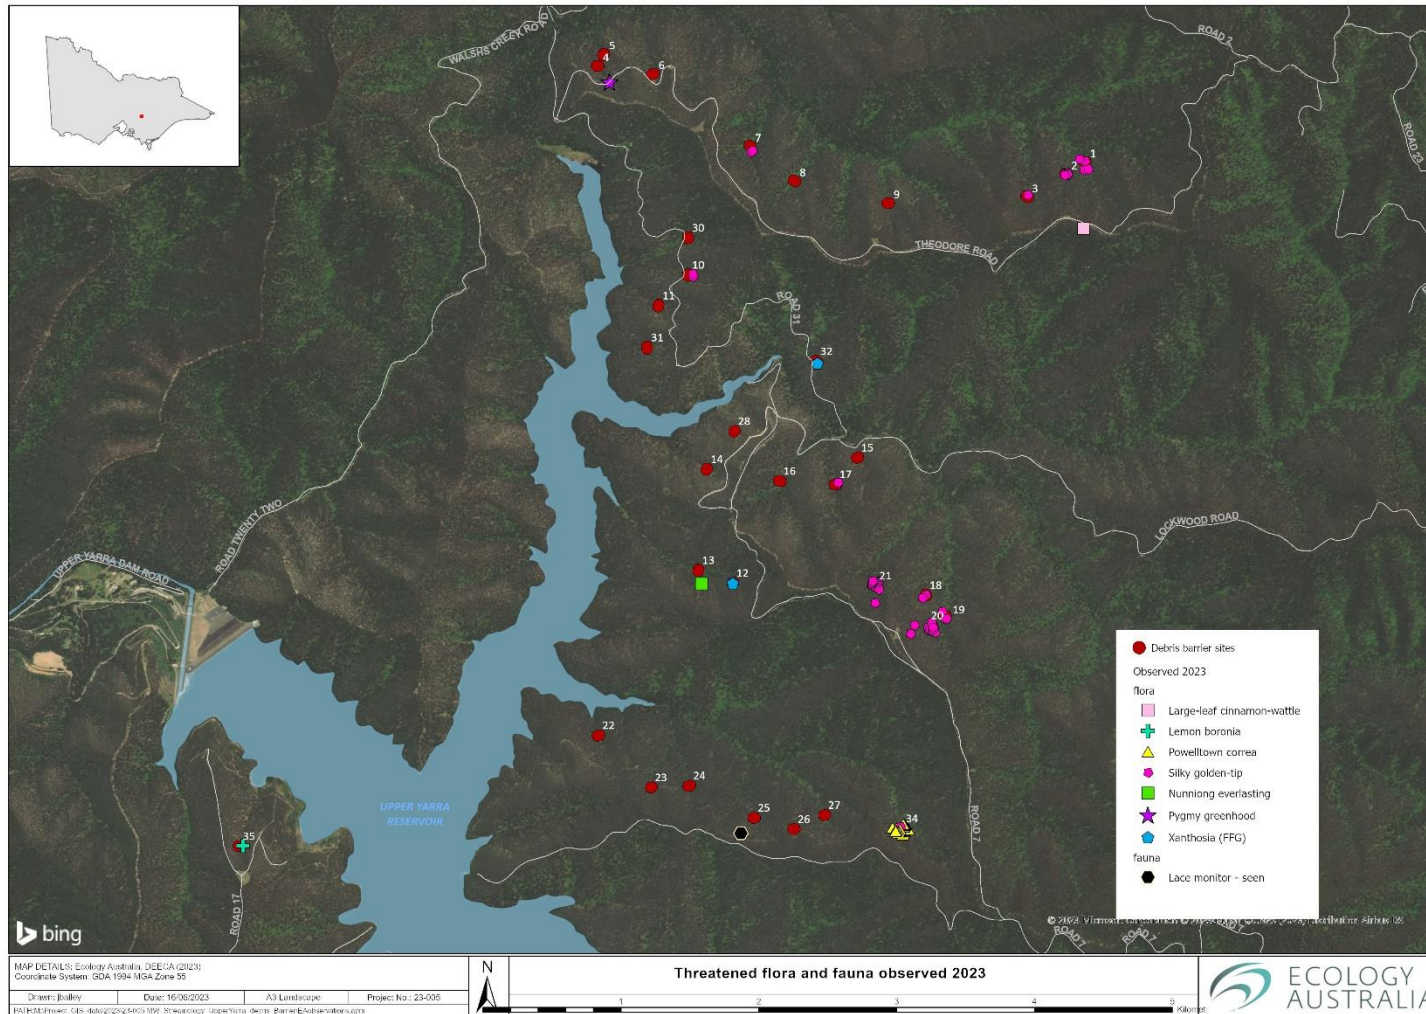 WALSHS CREEK ROAD
ROAD 2
ROAD 23
5
4
6
7
8
9
1
2
3
THEODORE ROAD
30
10
11
31
ROAD 31
32
28
14
16
15
17
LOCKWOOD ROAD
ROAD TWENTY TWO
UPPER YARRA DAM ROAD
13
12
21
18
19
20
22
23
24
25
26
27
34
35
UPPER YARRA
RESERVOIR
ROAD 17
ROAD 7
ROAD 7
ROAD 7
ROAD 7
Debris barrier sites
Observed 2023
flora
Large-leaf cinnamon-wattle
Lemon boronia
Powelltown correa
Silky golden-tip
Nunniong everlasting
Pygmy greenhood
Xanthosia (FFG)
fauna
Lace monitor - seen
bing
MAP DETAILS: Ecology Australia, DEECA (2023)
Coordinate System: GDA 1994 MGA Zone 55
Drawn: jbailey Date: 16/06/2023 A3 Landscape Project No.: 23-005
N
Threatened flora and fauna observed 2023
1 2 3 4 5
ECOLOGY
AUSTRALIA